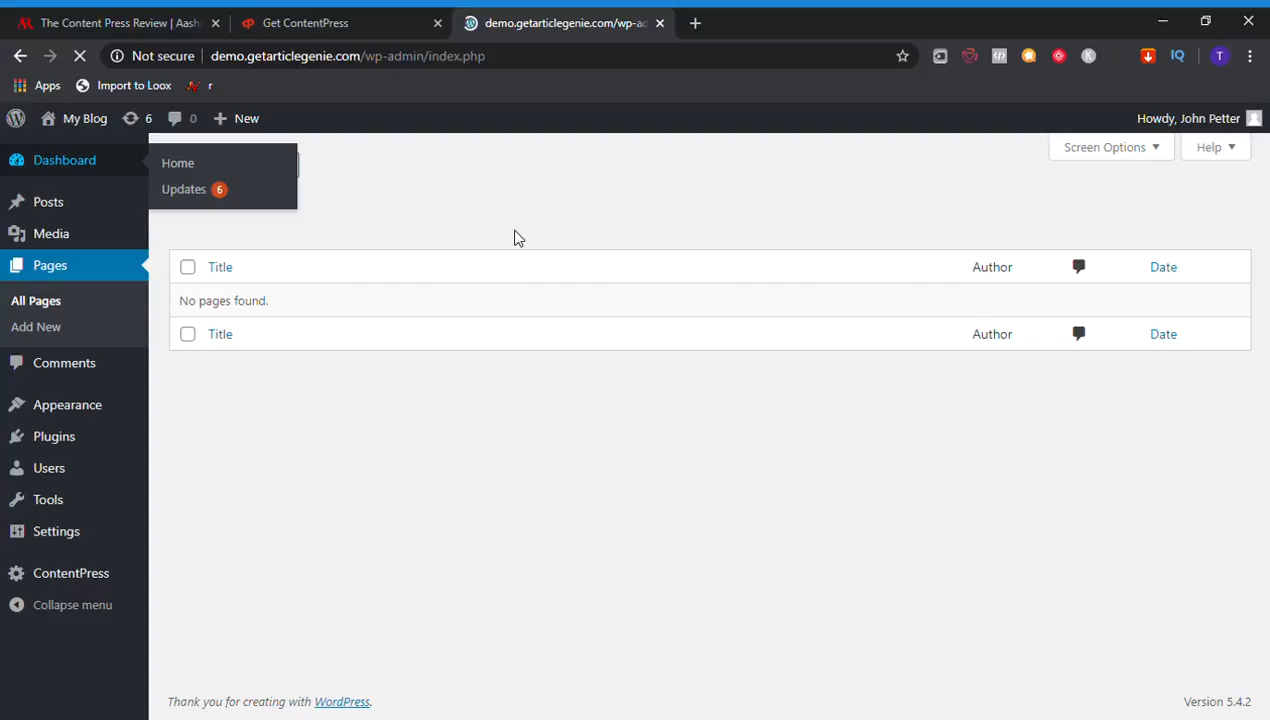 The Content Press Review | Aasha
Get ContentPress
demo.getarticlegenie.com/wp-ad
Not secure
demo.getarticlegenie.com/wp-admin/index.php
IQ
T
K
Apps
Import to Loox
r
My Blog
6
0
New
Howdy, John Petter
Dashboard
Home
Updates 6
Screen Options
Help
Posts
Media
Pages
All Pages
Add New
Comments
Appearance
Plugins
Users
Tools
Settings
ContentPress
Collapse menu
Title
Author
Date
No pages found.
Title
Author
Date
Thank you for creating with WordPress.
Version 5.4.2